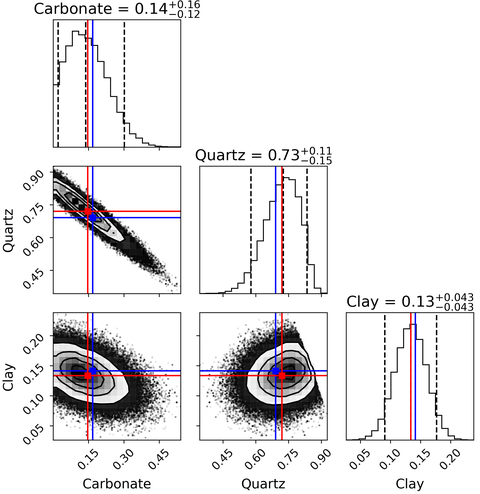 Carbonate = 0.14+0.16−0.12
Quartz = 0.73+0.11−0.15
0.90
0.75
0.60
0.45
Quartz
Clay = 0.13+0.043−0.043
0.20
0.15
0.10
0.05
Clay
0.15 0.30 0.45
0.45 0.60 0.75 0.90
0.05 0.10 0.15 0.20
Carbonate Quartz Clay